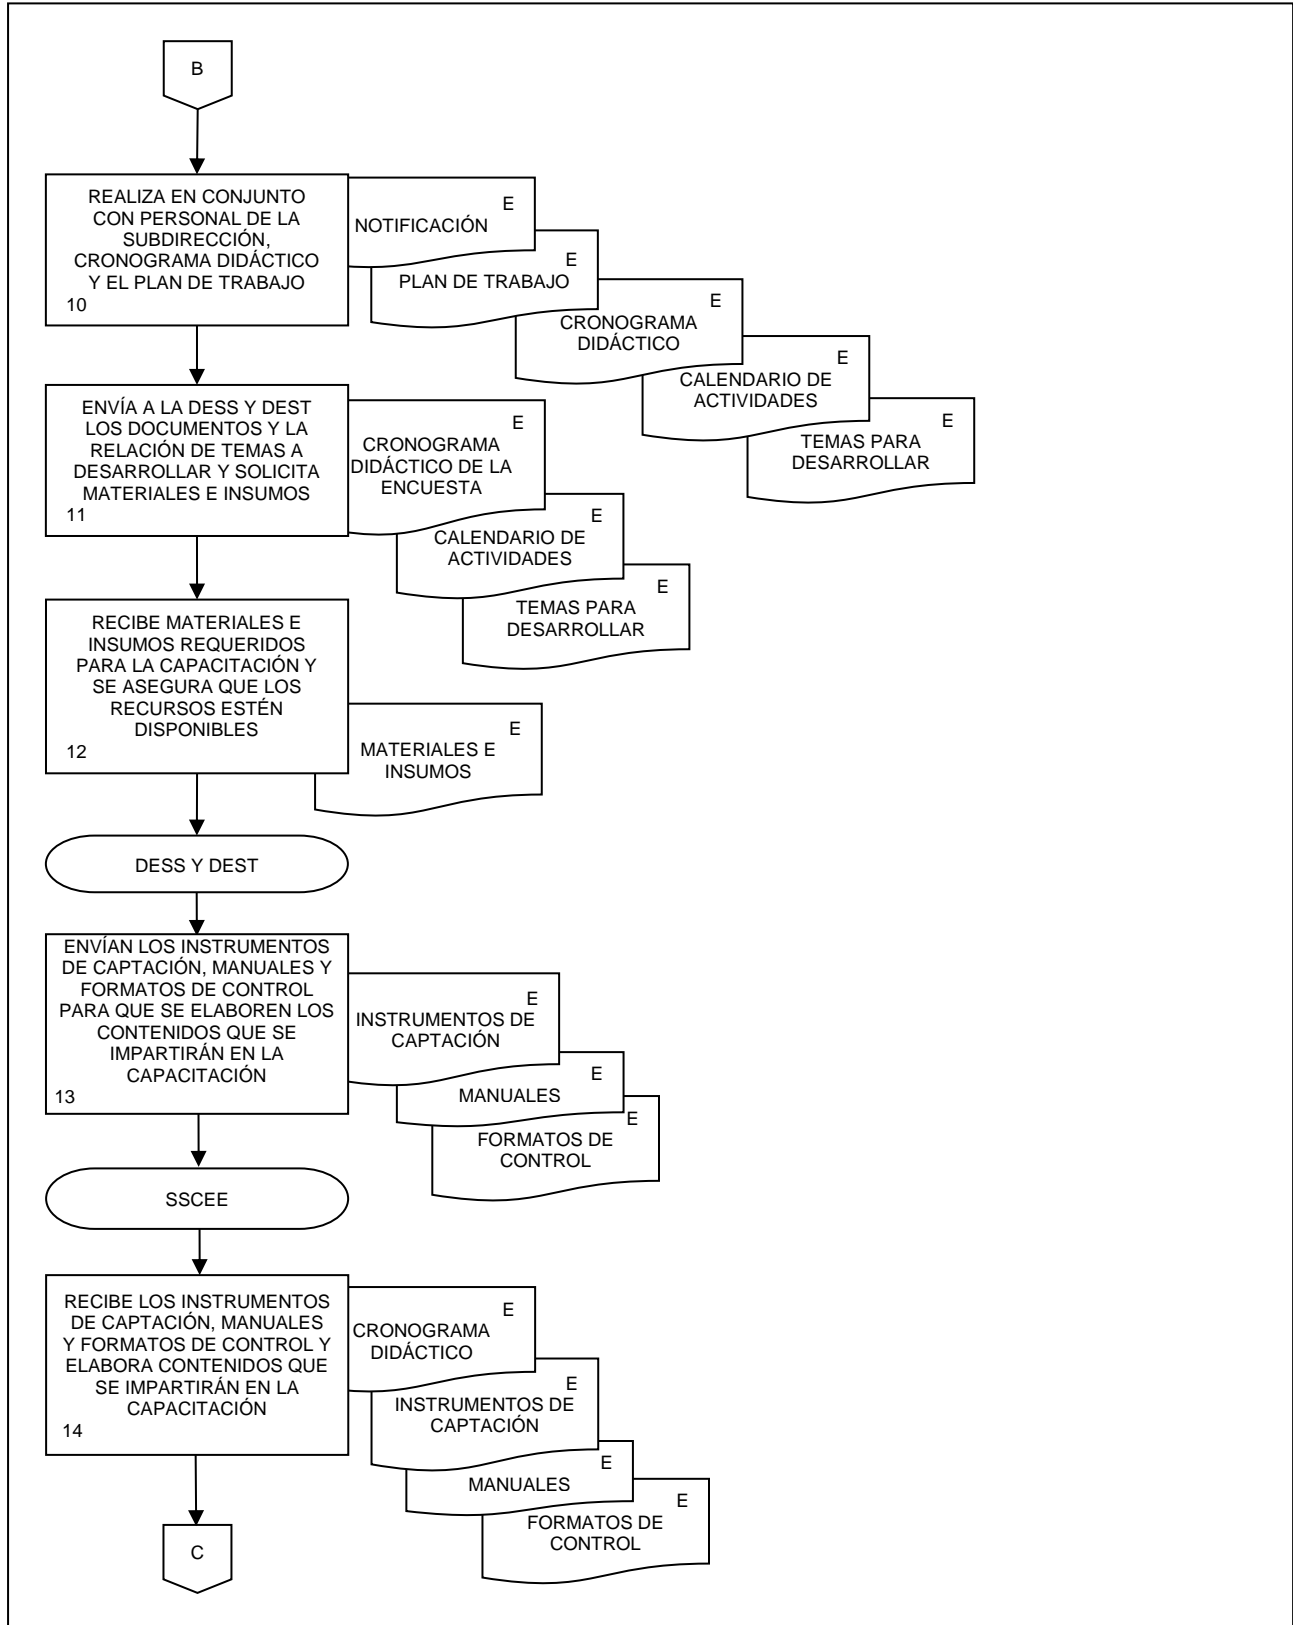 B
REALIZA EN CONJUNTO
CON PERSONAL DE LA
SUBDIRECCIÓN,
CRONOGRAMA DIDÁCTICO
Y EL PLAN DE TRABAJO
10
E
NOTIFICACIÓN
E
PLAN DE TRABAJO
E
CRONOGRAMA
DIDÁCTICO
E
CALENDARIO DE
ACTIVIDADES
E
TEMAS PARA
DESARROLLAR
ENVÍA A LA DESS Y DEST
LOS DOCUMENTOS Y LA
RELACIÓN DE TEMAS A
DESARROLLAR Y SOLICITA
MATERIALES E INSUMOS
11
E
CRONOGRAMA
DIDÁCTICO DE LA
ENCUESTA
E
CALENDARIO DE
ACTIVIDADES
E
TEMAS PARA
DESARROLLAR
RECIBE MATERIALES E
INSUMOS REQUERIDOS
PARA LA CAPACITACIÓN Y
SE ASEGURA QUE LOS
RECURSOS ESTÉN
DISPONIBLES
12
E
MATERIALES E
INSUMOS
DESS Y DEST
ENVÍAN LOS INSTRUMENTOS
DE CAPTACIÓN, MANUALES Y
FORMATOS DE CONTROL
PARA QUE SE ELABOREN LOS
CONTENIDOS QUE SE
IMPARTIRÁN EN LA
CAPACITACIÓN
13
E
INSTRUMENTOS DE
CAPTACIÓN
E
MANUALES
E
FORMATOS DE
CONTROL
SSCEE
RECIBE LOS INSTRUMENTOS
DE CAPTACIÓN, MANUALES
Y FORMATOS DE CONTROL Y
ELABORA CONTENIDOS QUE
SE IMPARTIRÁN EN LA
CAPACITACIÓN
14
E
CRONOGRAMA
DIDÁCTICO
E
INSTRUMENTOS DE
CAPTACIÓN
E
MANUALES
E
FORMATOS DE
CONTROL
C